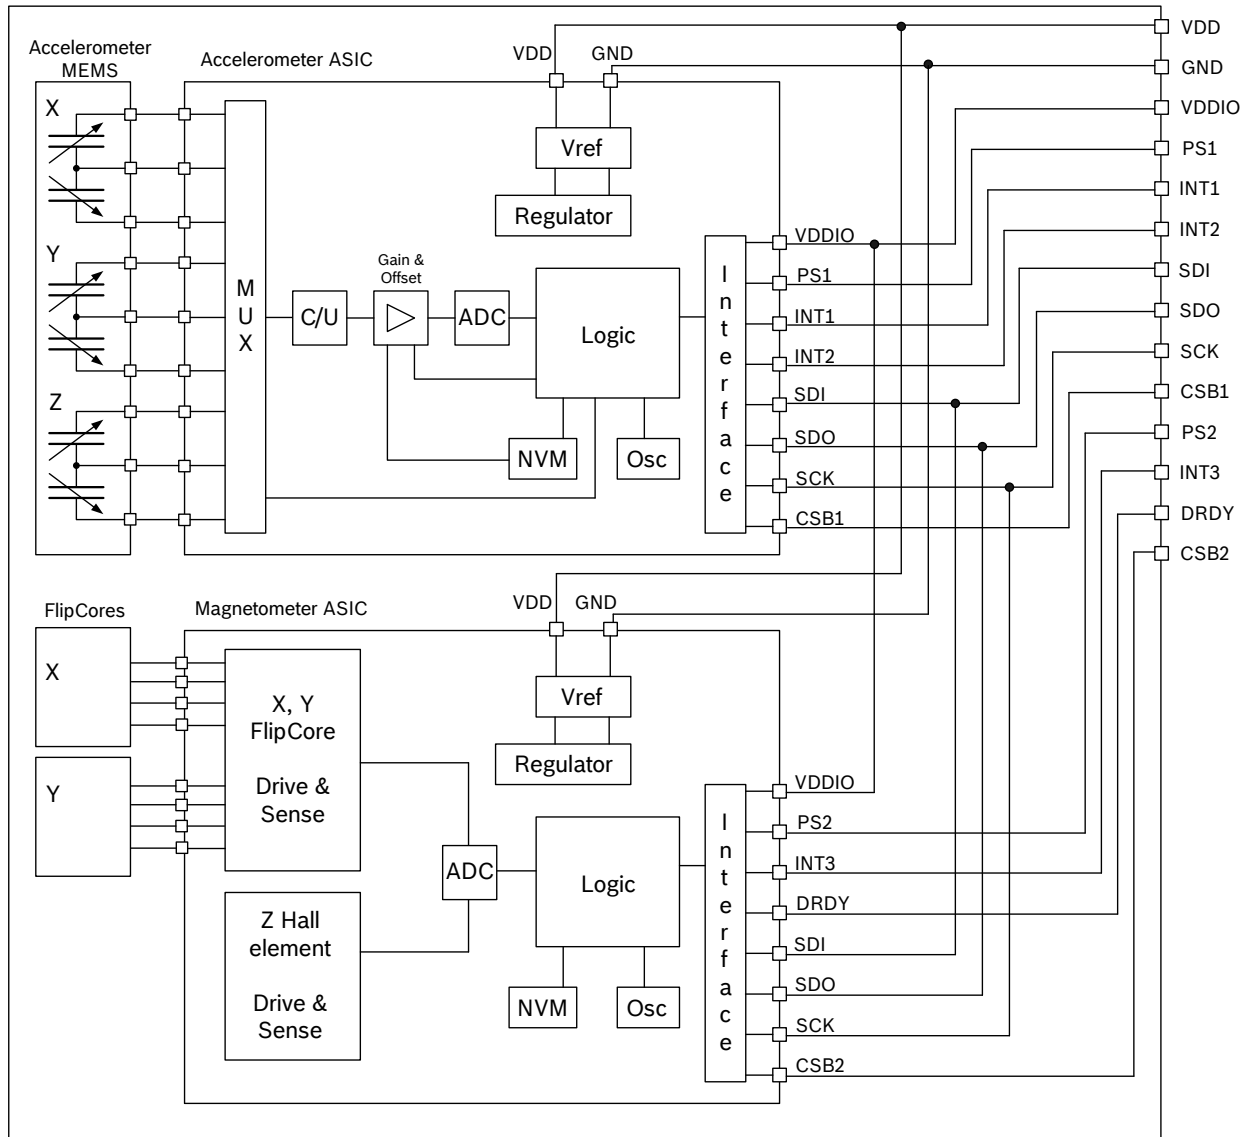 Accelerometer
MEMS
Accelerometer ASIC
VDD
GND
X
Y
Z
M
U
X
C/U
Gain &
Offset
ADC
Logic
NVM
Osc
Vref
Regulator
I
n
t
e
r
f
a
c
e
VDDIO
PS1
INT1
INT2
SDI
SDO
SCK
CSB1
VDD
GND
VDDIO
PS1
INT1
INT2
SDI
SDO
SCK
CSB1
PS2
INT3
DRDY
CSB2
FlipCores
X
Y
Magnetometer ASIC
VDD
GND
X, Y
FlipCore
Drive &
Sense
Z Hall
element
Drive &
Sense
ADC
Logic
NVM
Osc
Vref
Regulator
I
n
t
e
r
f
a
c
e
VDDIO
PS2
INT3
DRDY
SDI
SDO
SCK
CSB2